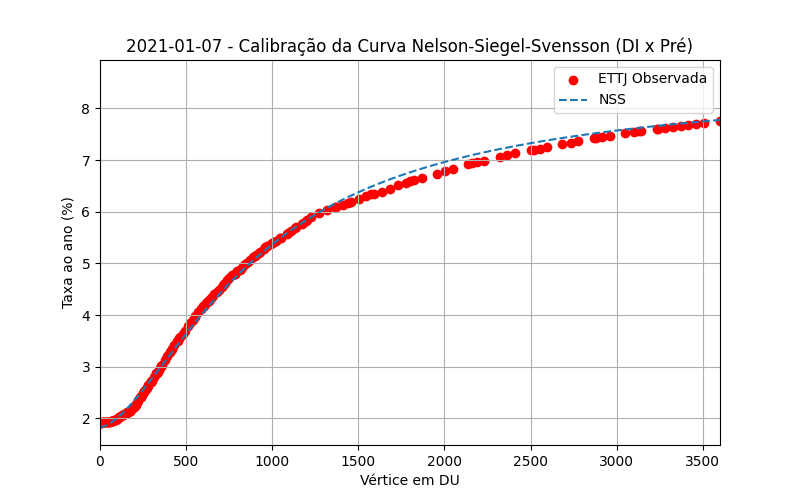 2021-01-07 - Calibração da Curva Nelson-Siegel-Svensson (DI x Pré)
ETTJ Observada
NSS
Taxa ao ano (%)
8
7
6
5
4
3
2
0 500 1000 1500 2000 2500 3000 3500
Vértice em DU